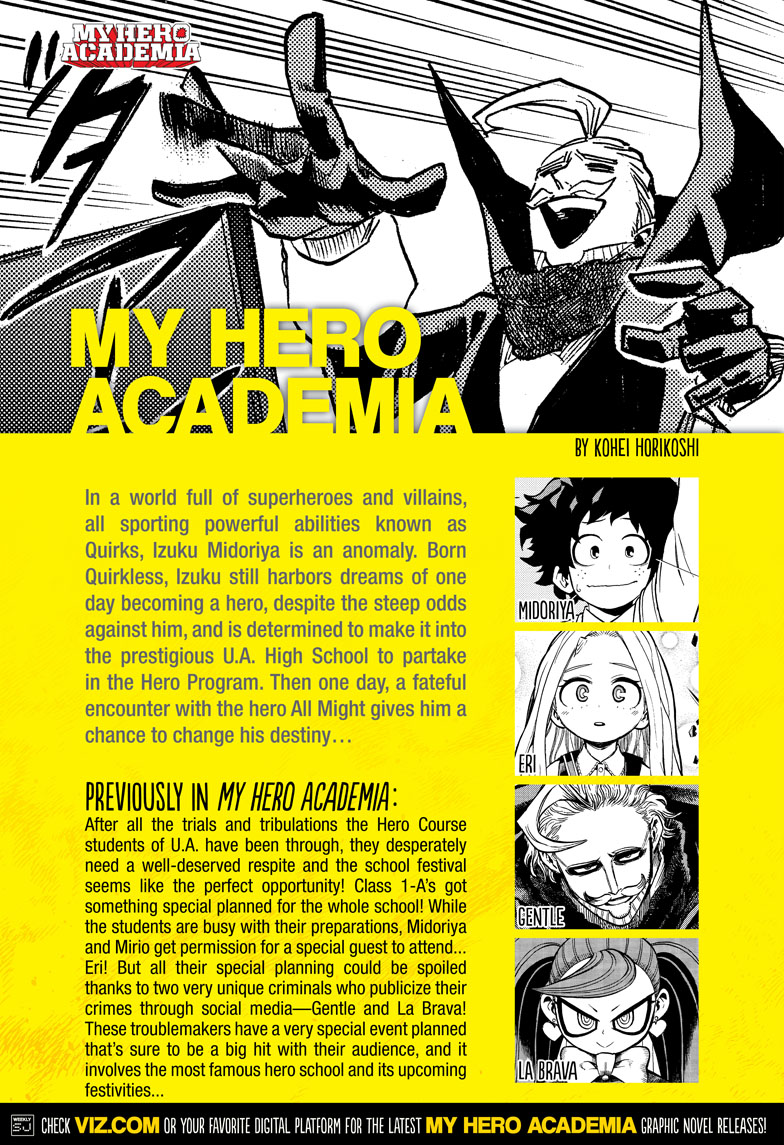 MY HERO
ACADEMIA
MY HERO
ACADEMIA
BY KOHEI HORIKOSHI
In a world full of superheroes and villains,
all sporting powerful abilities known as
Quirks, Izuku Midoriya is an anomaly. Born
Quirkless, Izuku still harbors dreams of one
day becoming a hero, despite the steep odds
against him, and is determined to make it into
the prestigious U.A. High School to partake
in the Hero Program. Then one day, a fateful
encounter with the hero All Might gives him a
chance to change his destiny...
PREVIOUSLY IN MY HERO ACADEMIA:
After all the trials and tribulations the Hero Course
students of U.A. have been through, they desperately
need a well-deserved respite and the school festival
seems like the perfect opportunity! Class 1-A's got
something special planned for the whole school! While
the students are busy with their preparations, Midoriya
and Mirio get permission for a special guest to attend...
Eri! But all their special planning could be spoiled
thanks to two very unique criminals who publicize their
crimes through social media—Gentle and La Brava!
These troublemakers have a very special event planned
that's sure to be a big hit with their audience, and it
involves the most famous hero school and its upcoming
festivities...
MIDORIYA
ERI
GENTLE
LA BRAVA
WEEKLY
SJ
CHECK VIZ.COM OR YOUR FAVORITE DIGITAL PLATFORM FOR THE LATEST MY HERO ACADEMIA GRAPHIC NOVEL RELEASES!